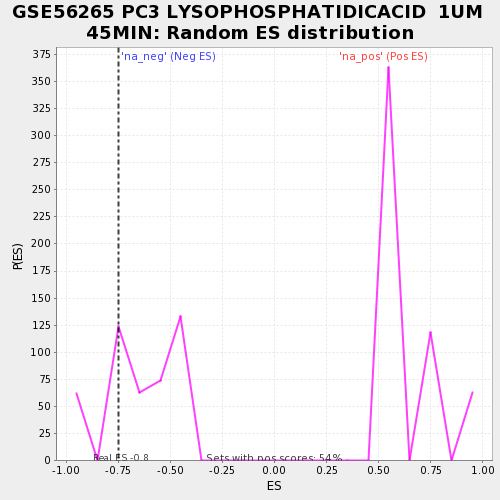 GSE56265 PC3 LYSOPHOSPHATIDICACID 1UM
45MIN: Random ES distribution
'na_neg' (Neg ES)
'na_pos' (Pos ES)
P(ES)
375
350
325
300
275
250
225
200
175
150
125
100
75
50
25
0
Real ES -0.8
Sets with pos scores: 54%
-1.00 -0.75 -0.50 -0.25 0.00 0.25 0.50 0.75 1.00
ES